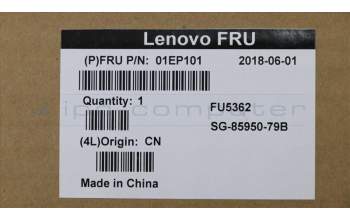 Lenovo FRU
(P)FRU P/N: 01EP101 2018-06-01
Quantity: 1
FU5362
SG-85950-79B
(4L)Origin: CN
Made in China